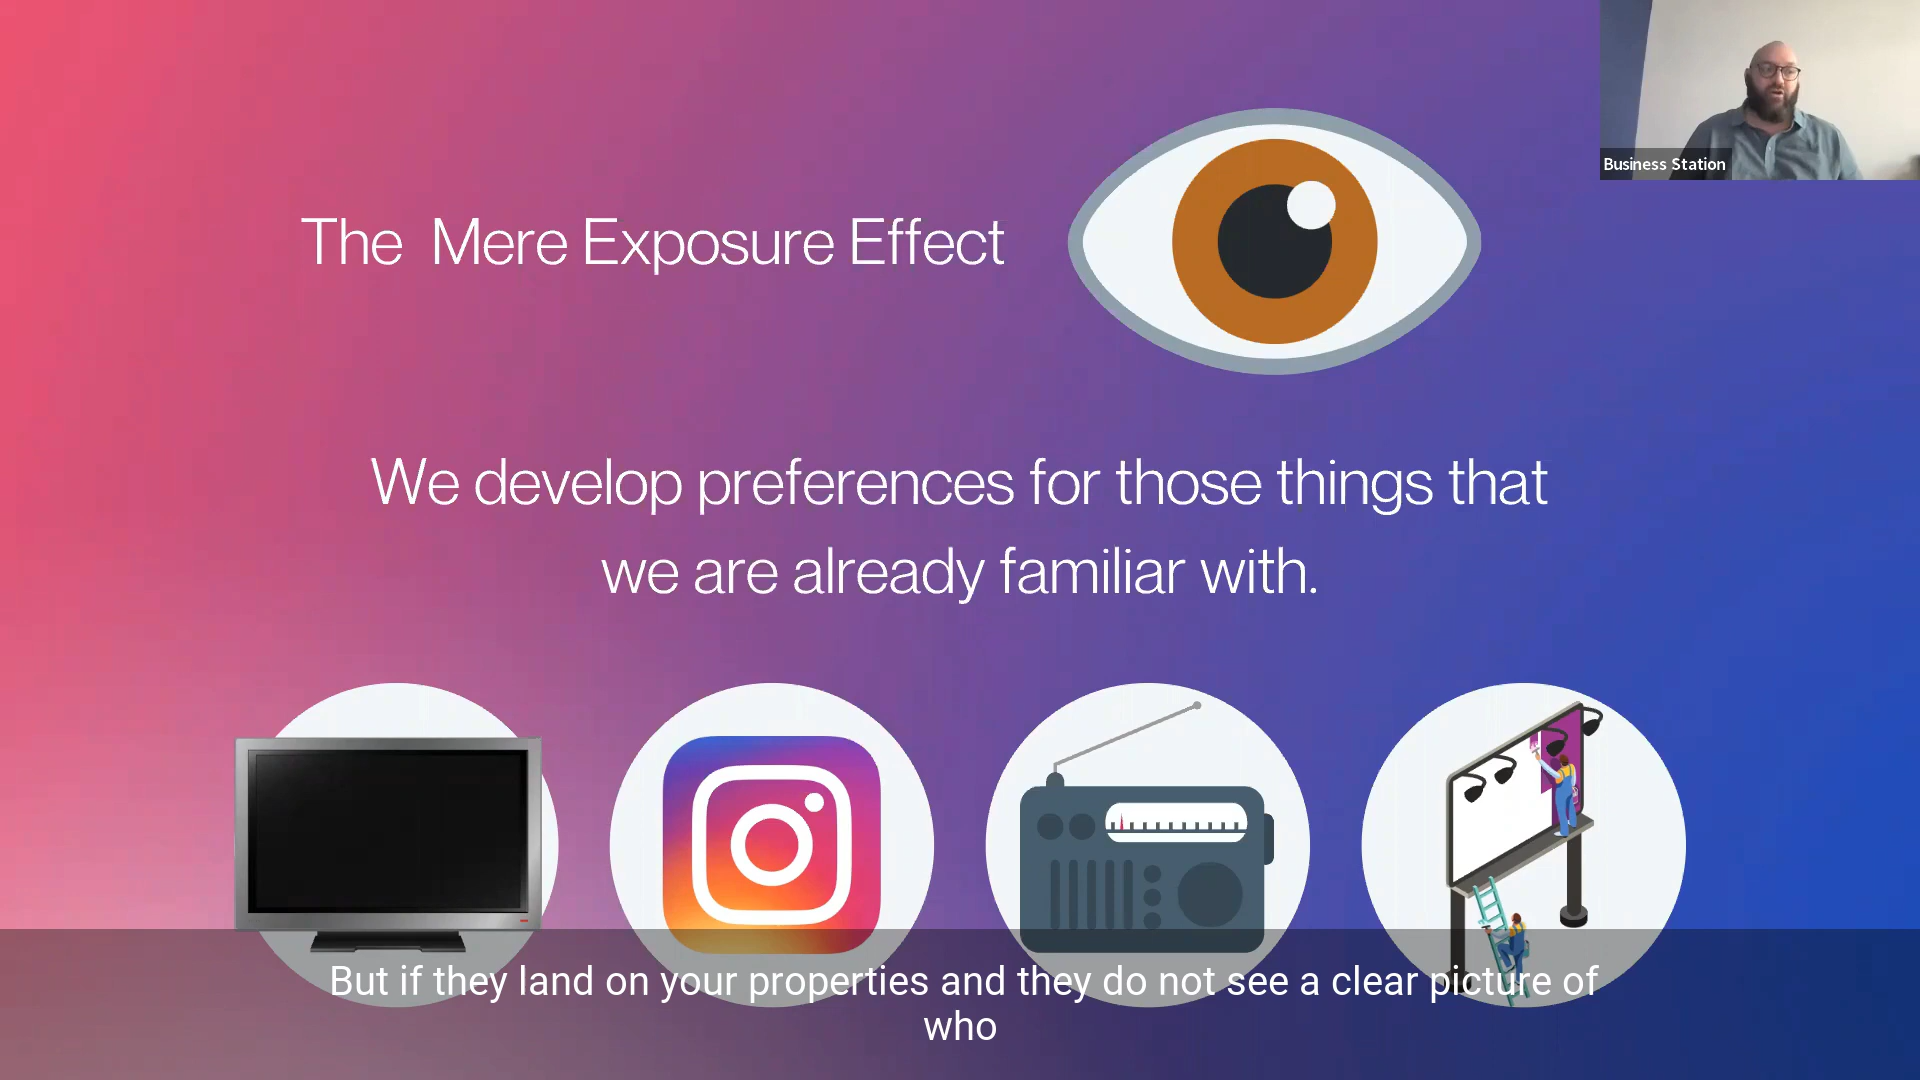 Business Station
The Mere Exposure Effect
We develop preferences for those things that
we are already familiar with.
But if they land on your properties and they do not see a clear picture of
who